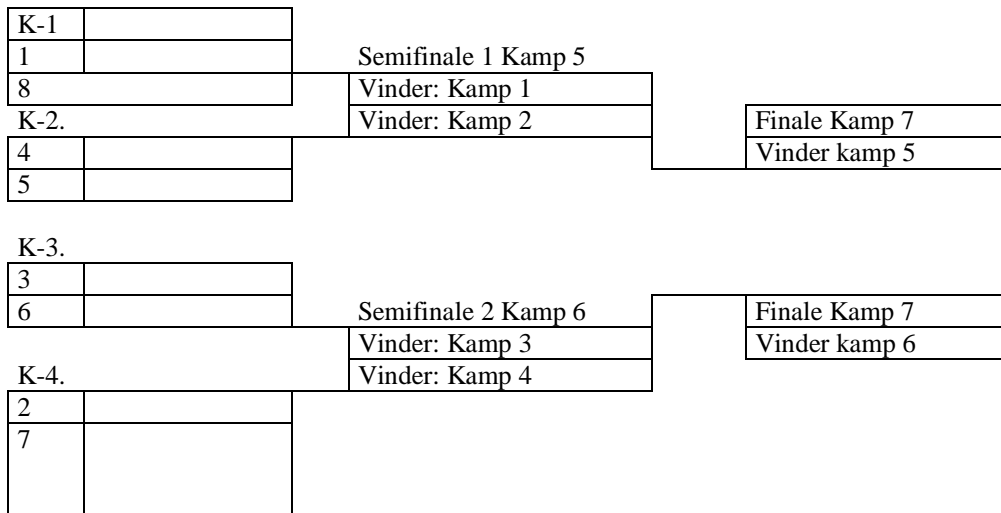 K-1
1 Semifinale 1 Kamp 5
8 Vinder: Kamp 1
K-2. Vinder: Kamp 2 Finale Kamp 7
4 Vinder kamp 5
5
K-3.
3
6 Semifinale 2 Kamp 6 Finale Kamp 7
Vinder: Kamp 3 Vinder kamp 6
K-4. Vinder: Kamp 4
2
7